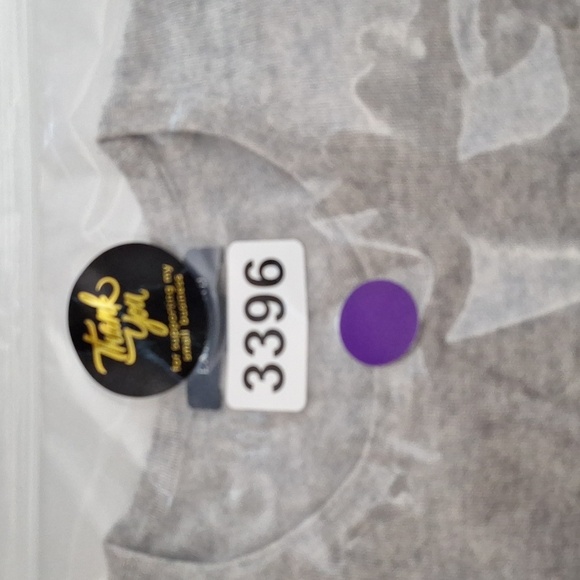 Thank
You
for supporting my
small business
3396